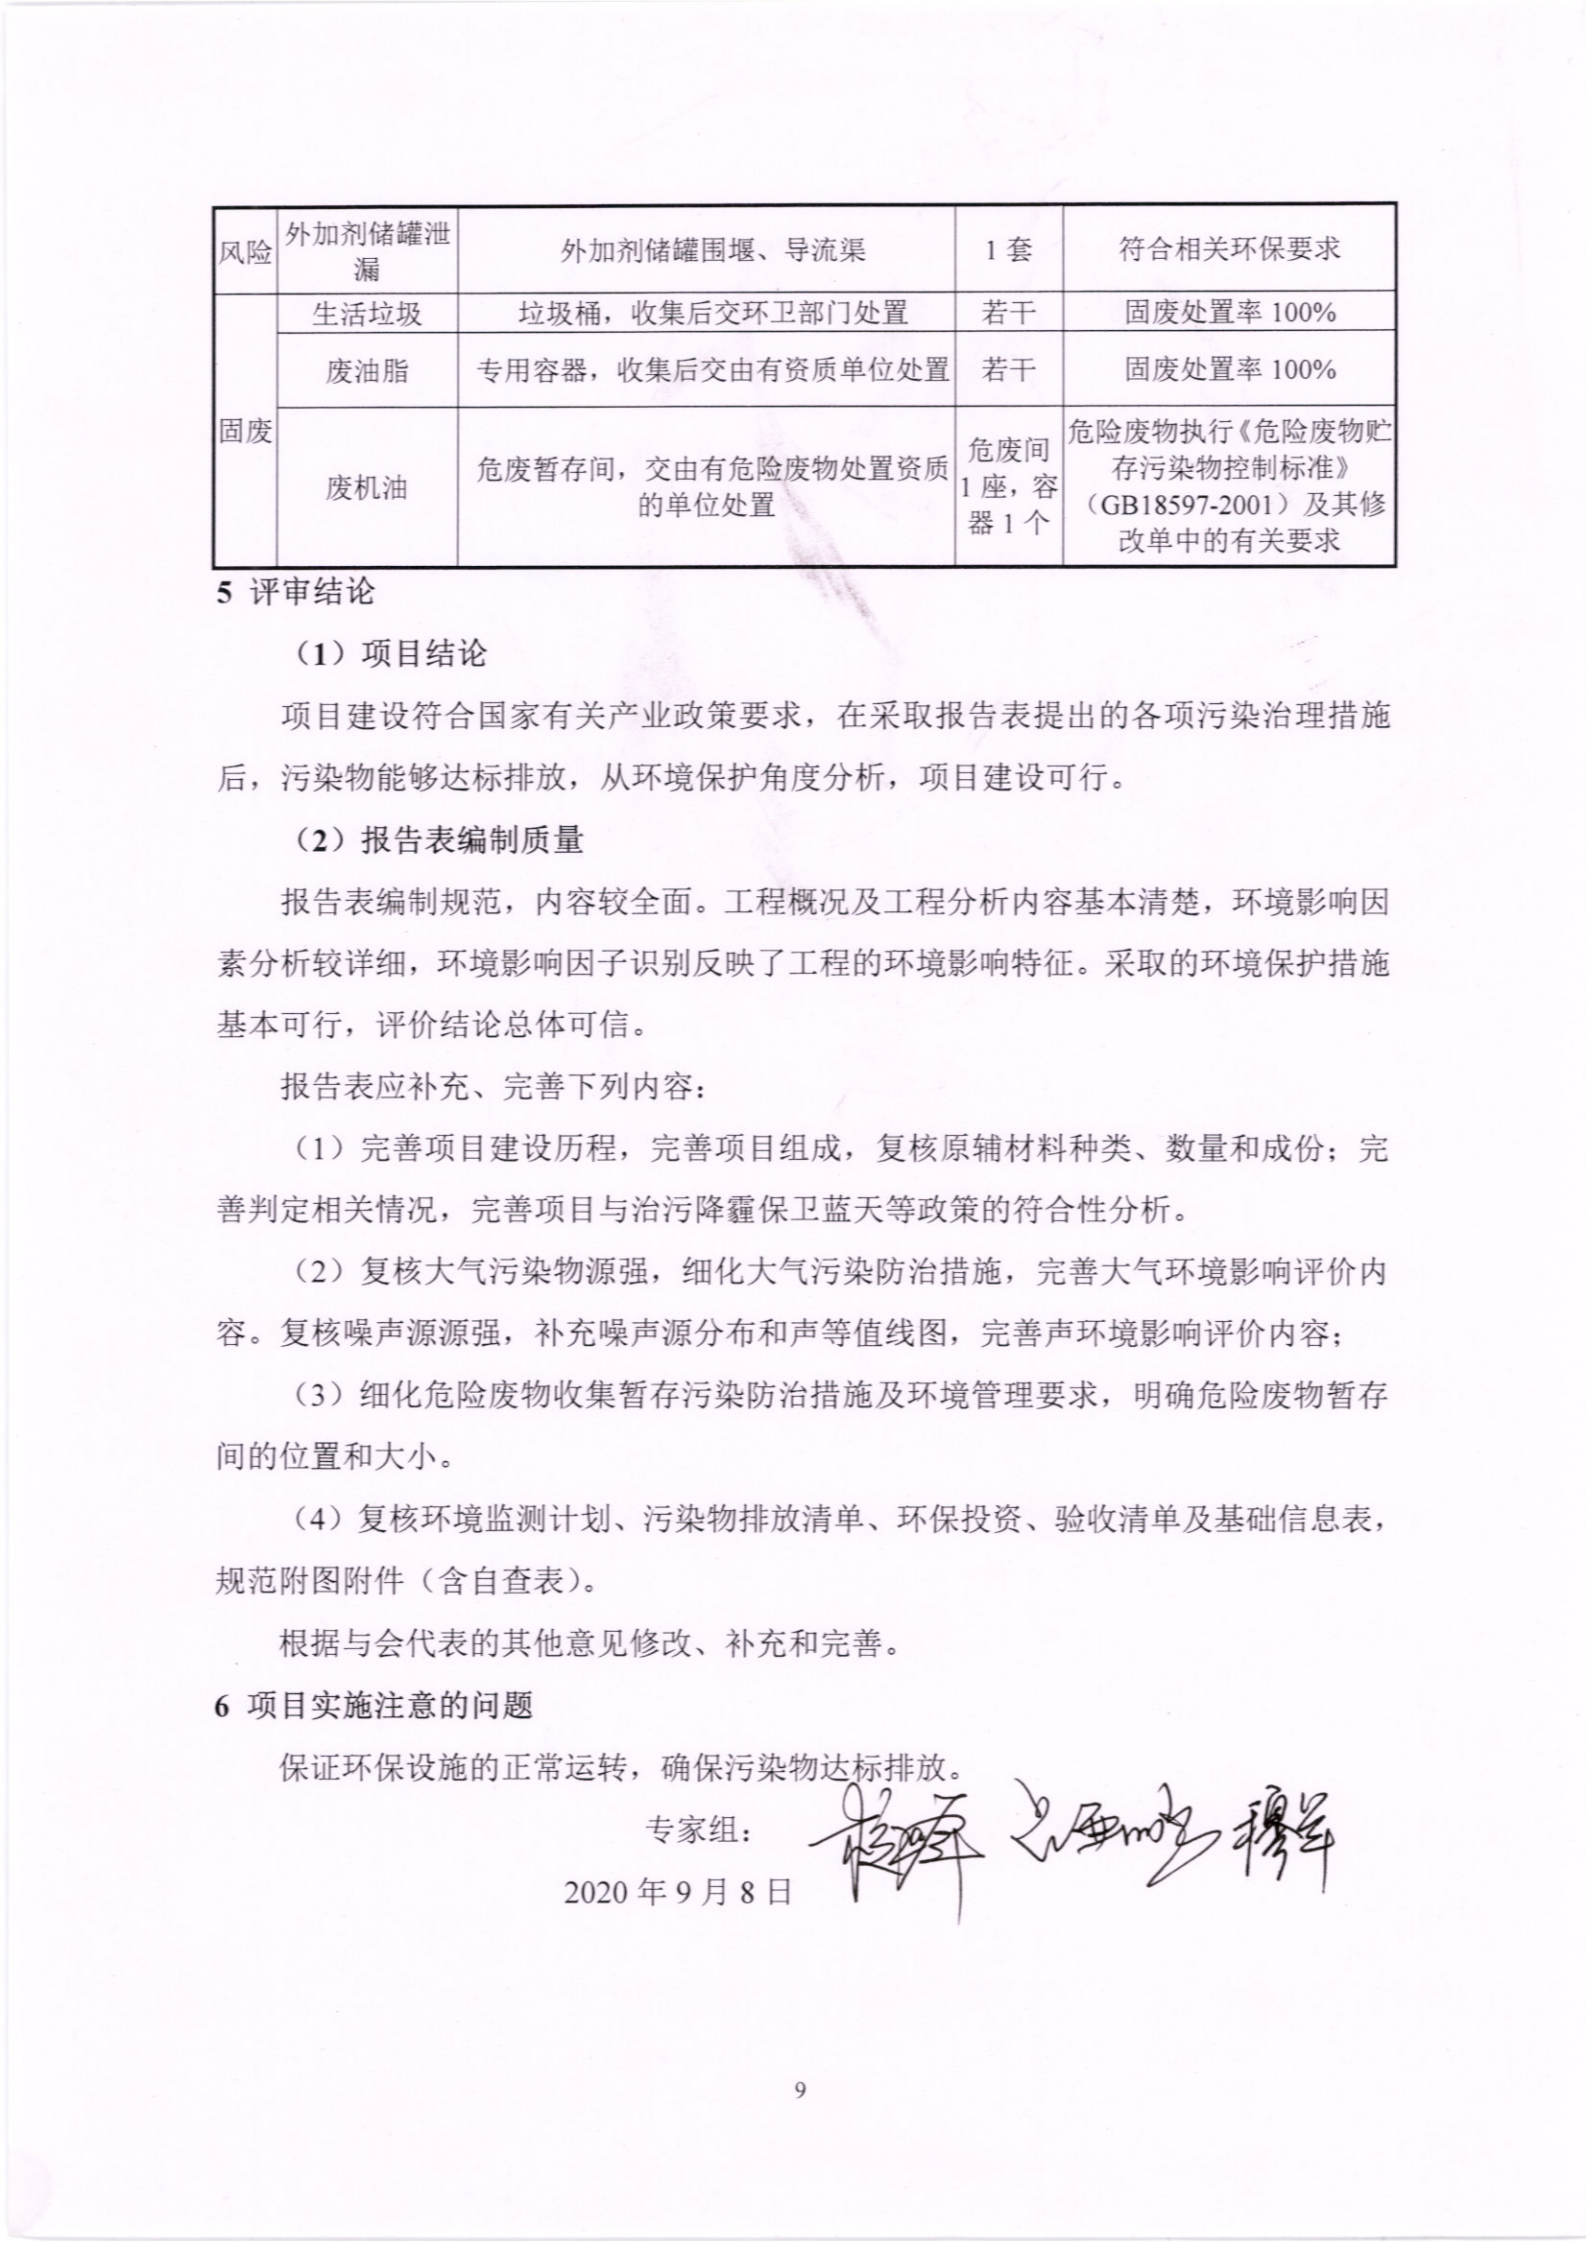 风险 外加剂储罐泄漏 外加剂储罐围堰、导流渠 1 套 符合相关环保要求
固废 生活垃圾 垃圾桶，收集后交环卫部门处置 若干 固废处置率 100%
废油脂 专用容器，收集后交由有资质单位处置 若干 固废处置率 100%
废机油 危废暂存间，交由有危险废物处置资质的单位处置 危废间1 座，容器 1 个 危险废物执行《危险废物贮存污染物控制标准》（GB18597-2001）及其修改单中的有关要求
5 评审结论
（1）项目结论
项目建设符合国家有关产业政策要求，在采取报告表提出的各项污染治理措施
后，污染物能够达标排放，从环境保护角度分析，项目建设可行。
（2）报告表编制质量
报告表编制规范，内容较全面。工程概况及工程分析内容基本清楚，环境影响因
素分析较详细，环境影响因子识别反映了工程的环境影响特征。采取的环境保护措施
基本可行，评价结论总体可信。
报告表应补充、完善下列内容：
（1）完善项目建设历程，完善项目组成，复核原辅材料种类、数量和成份；完
善判定相关情况，完善项目与治污降霾保卫蓝天等政策的符合性分析。
（2）复核大气污染物源强，细化大气污染防治措施，完善大气环境影响评价内
容。复核噪声源源强，补充噪声源分布和声等值线图，完善声环境影响评价内容；
（3）细化危险废物收集暂存污染防治措施及环境管理要求，明确危险废物暂存
间的位置和大小。
（4）复核环境监测计划、污染物排放清单、环保投资、验收清单及基础信息表，
规范附图附件（含自查表）。
根据与会代表的其他意见修改、补充和完善。
6 项目实施注意的问题
保证环保设施的正常运转，确保污染物达标排放。
专家组：
2020 年 9 月 8 日
9